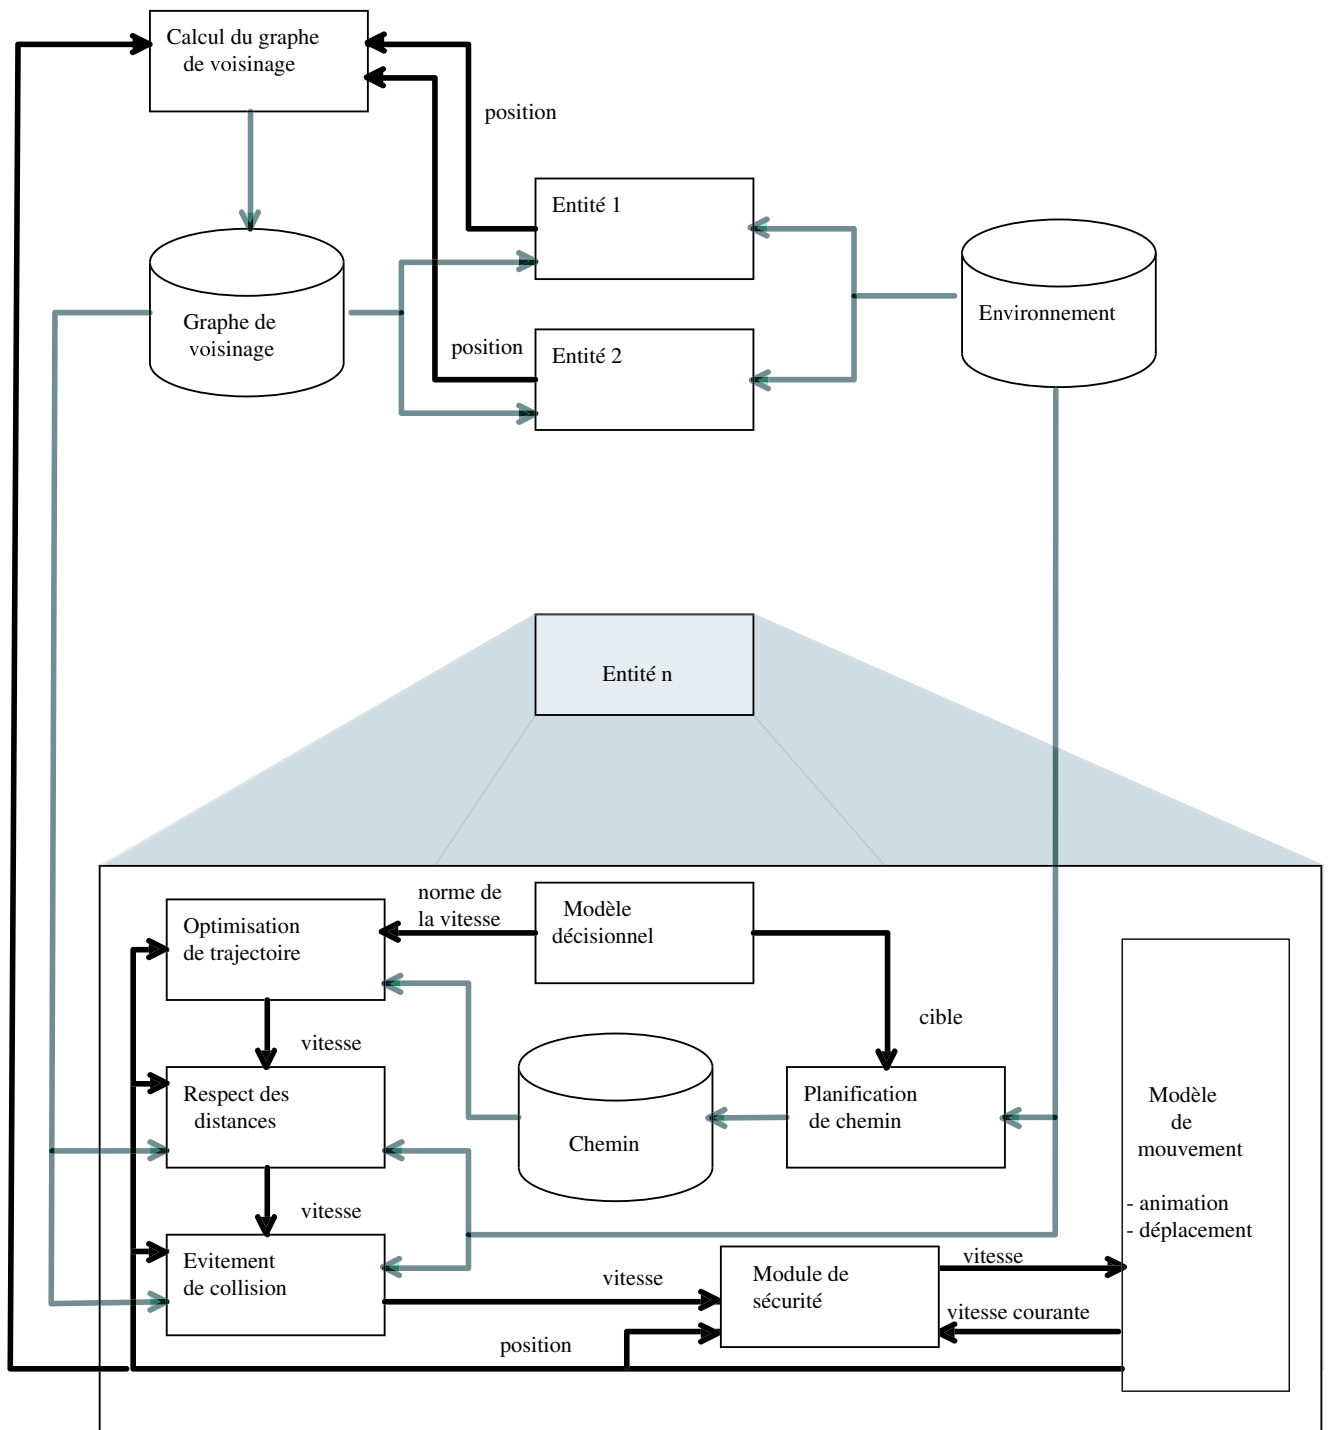 Calcul du graphe
de voisinage
position
Entité 1
Environnement
Graphe de
voisinage
position
Entité 2
Entité n
norme de
la vitesse
Modèle
décisionnel
Optimisation
de trajectoire
cible
vitesse
Respect des
distances
Chemin
Planification
de chemin
Modèle
de
mouvement
- animation
- déplacement
vitesse
Evitement
de collision
vitesse
Module de
sécurité
vitesse
vitesse courante
position